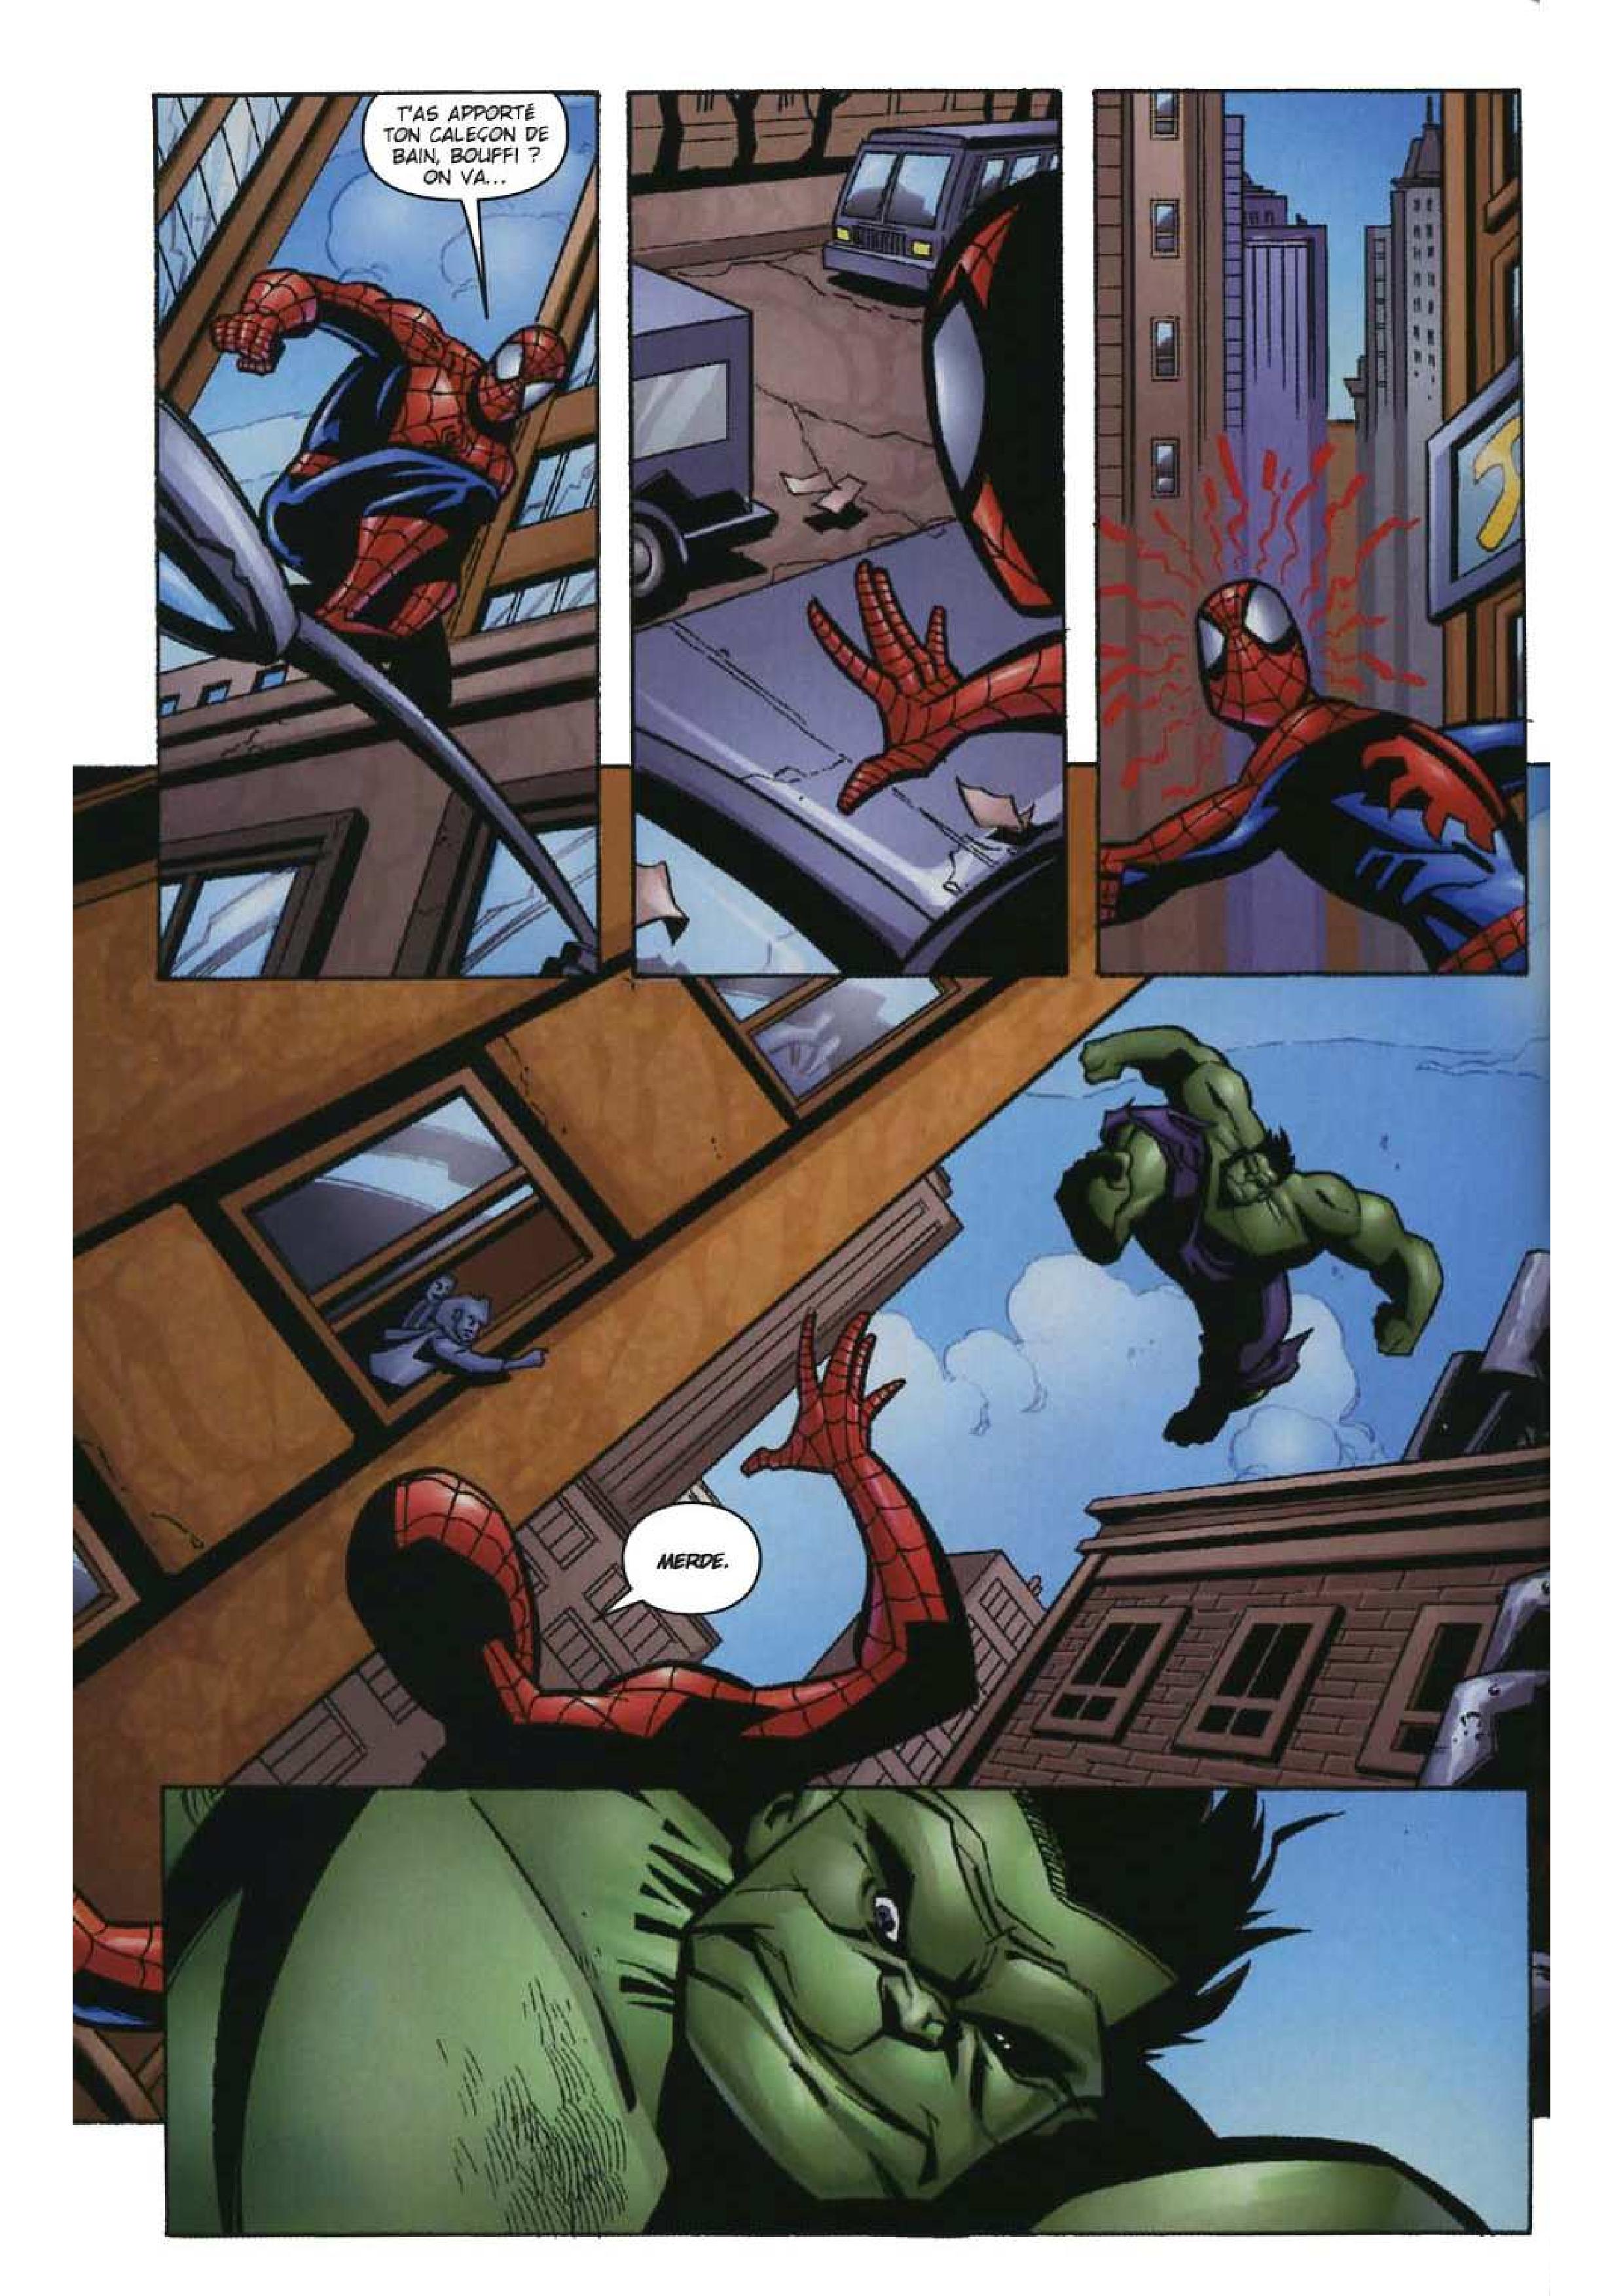 T'AS APPORTÉ
TON CALEÇON DE
BAIN, BOUFFI ?
ON VA...
MERDE.